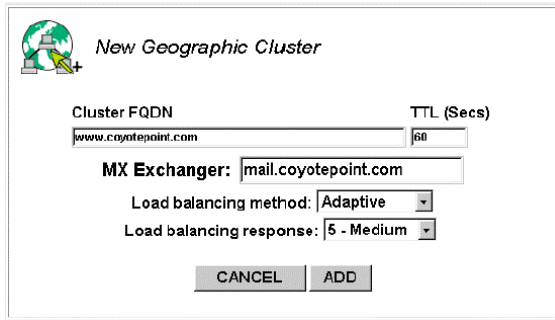 New Geographic Cluster
Cluster FQDN TTL (Secs)
www.coyotepoint.com 60
MX Exchanger: mail.coyotepoint.com
Load balancing method: Adaptive
Load balancing response: 5 - Medium
CANCEL ADD